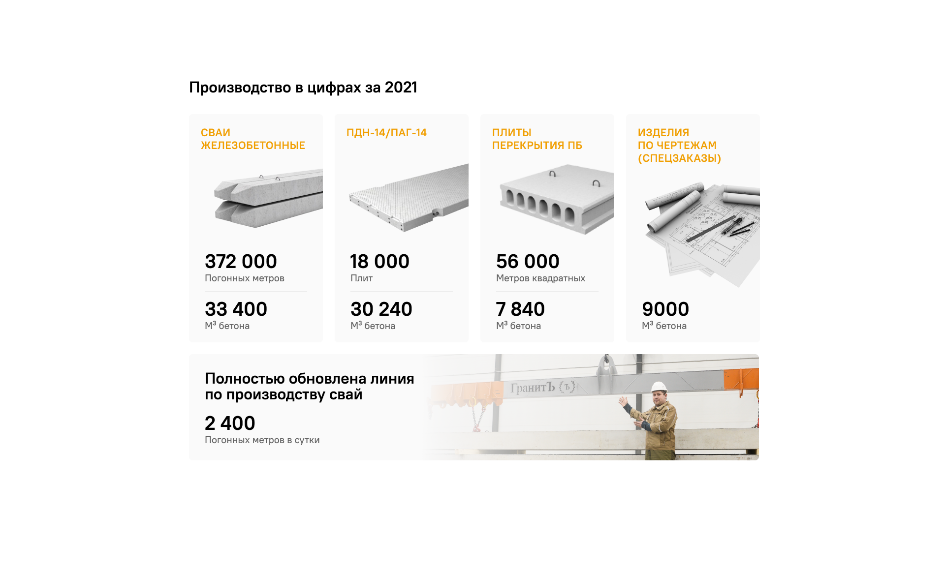 Производство в цифрах за 2021
СВАИ
ЖЕЛЕЗОБЕТОННЫЕ
372 000
Погонных метров
33 400
М³ бетона
ПДН-14/ПАГ-14
18 000
Плит
30 240
М³ бетона
ПЛИТЫ
ПЕРЕКРЫТИЯ ПБ
56 000
Метров квадратных
7 840
М³ бетона
ИЗДЕЛИЯ
ПО ЧЕРТЕЖАМ
(СПЕЦЗАКАЗЫ)
9000
М³ бетона
Полностью обновлена линия
по производству свай
2 400
Погонных метров в сутки
ГранитЪ (ъ)